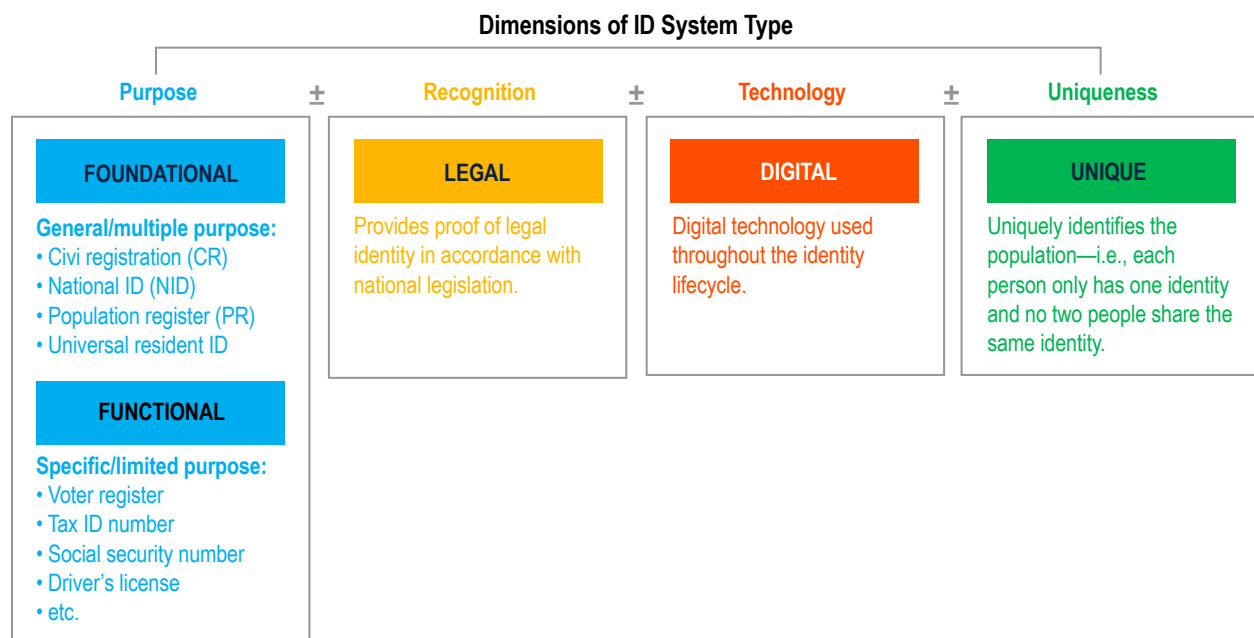 Dimensions of ID System Type
Purpose ± Recognition ± Technology ± Uniqueness
FOUNDATIONAL
General/multiple purpose:
• Civi registration (CR)
• National ID (NID)
• Population register (PR)
• Universal resident ID
FUNCTIONAL
Specific/limited purpose:
• Voter register
• Tax ID number
• Social security number
• Driver's license
• etc.
LEGAL
Provides proof of legal
identity in accordance with
national legislation.
DIGITAL
Digital technology used
throughout the identity
lifecycle.
UNIQUE
Uniquely identifies the
population—i.e., each
person only has one identity
and no two people share the
same identity.